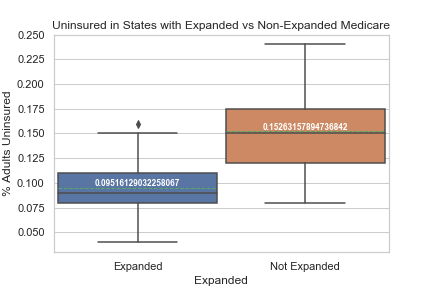 Uninsured in States with Expanded vs Non-Expanded Medicare
% Adults Uninsured
0.250
0.225
0.200
0.175
0.150
0.125
0.100
0.075
0.050
0.15263157894736842
0.09516129032258067
Expanded
Not Expanded
Expanded